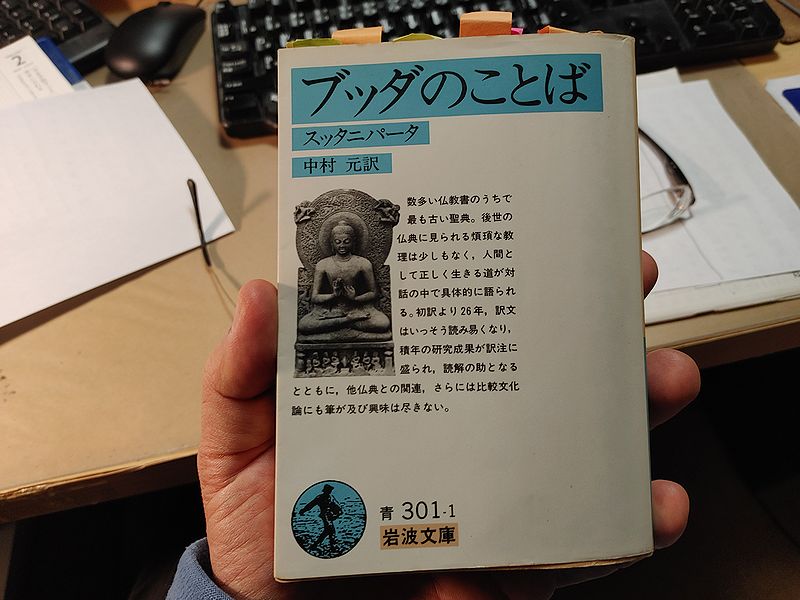 ブッダのことば
スッタニパータ
中村 元訳
数多い仏教書のうちで
最も古い聖典。後世の
仏典に見られる煩瑣な教
理は少しもなく，人間と
して正しく生きる道が対
話の中で具体的に語られ
る。初訳より26年，訳文
はいっそう読み易くなり，
積年の研究成果が訳注に
盛られ，読解の助となる
とともに，他仏典との関連，さらには比較文化
論にも筆が及び興味は尽きない。
青 301-1
岩波文庫